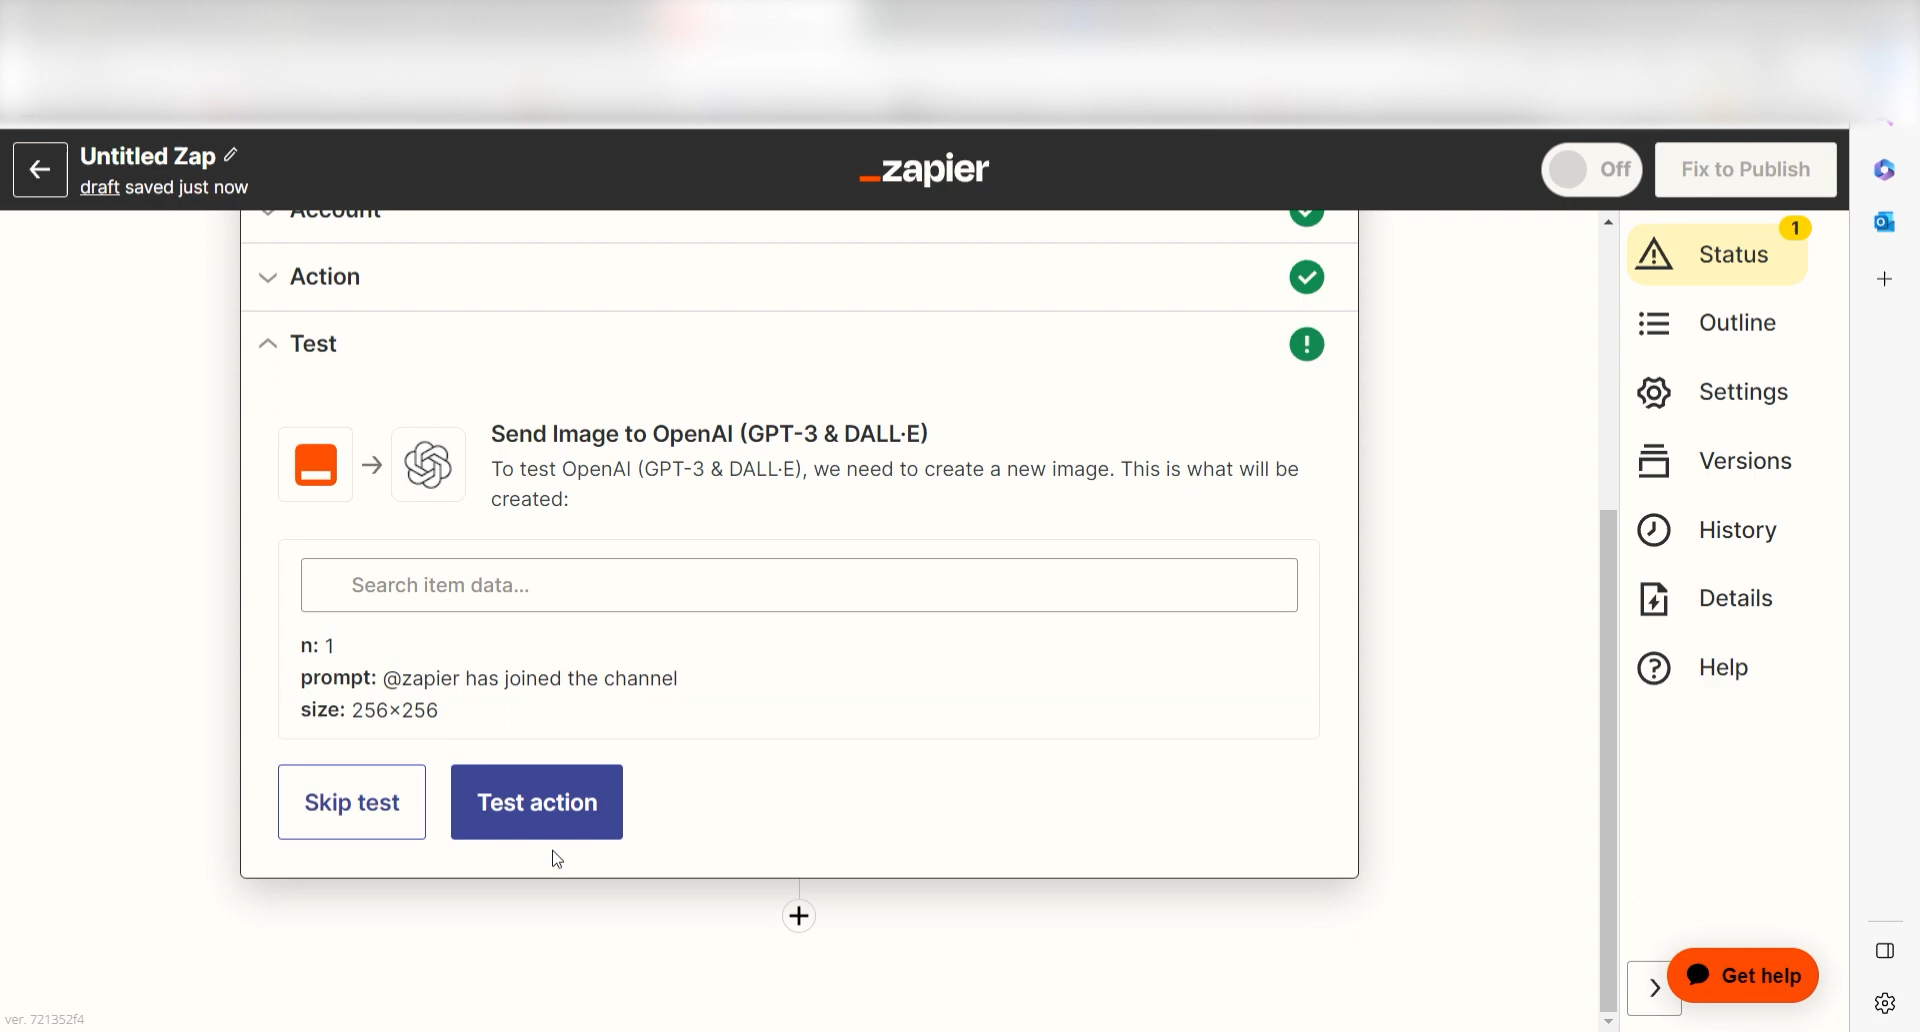 Untitled Zap
draft saved just now
zapier
Off
Fix to Publish
Account
Action
Test
Send Image to OpenAI (GPT-3 & DALL·E)
To test OpenAI (GPT-3 & DALL·E), we need to create a new image. This is what will be
created:
Search item data...
n: 1
prompt: @zapier has joined the channel
size: 256×256
Skip test
Test action
1
Status
Outline
Settings
Versions
History
Details
Help
Get help
ver. 721352f4